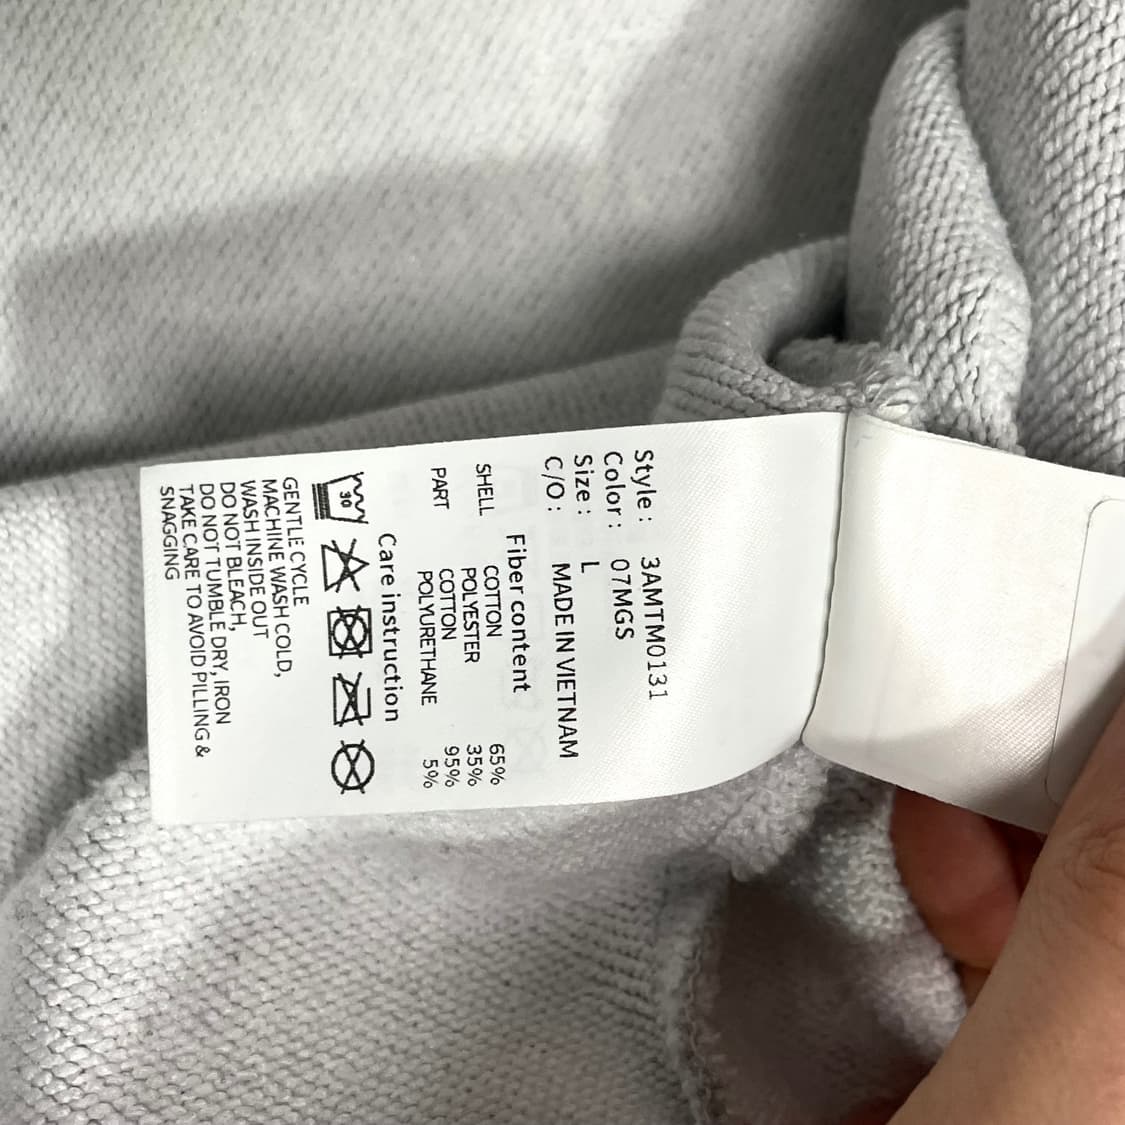 Style : 3AMTM0131
Color : 07MGS
Size : L
C/O : MADE IN VIETNAM
Fiber content
SHELL COTTON 65%
POLYESTER 35%
PART COTTON 95%
POLYURETHANE 5%
Care instruction
30
GENTLE CYCLE
MACHINE WASH COLD,
WASH INSIDE OUT
DO NOT BLEACH,
DO NOT TUMBLE DRY, IRON
TAKE CARE TO AVOID PILLING &
SNAGGING